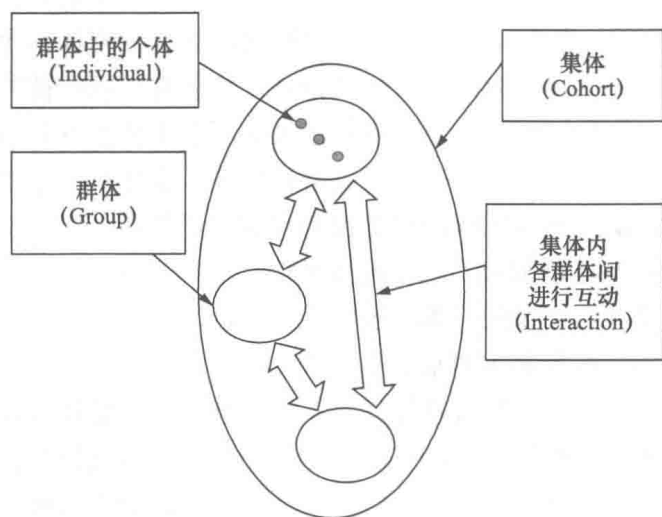 群体中的个体
(Individual)
集体
(Cohort)
群体
(Group)
集体内
各群体间
进行互动
(Interaction)